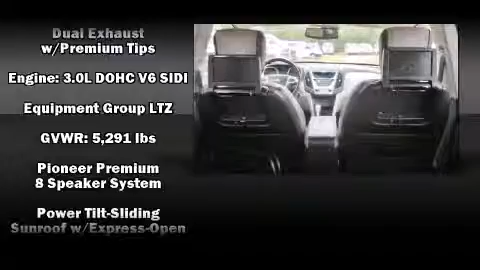 Dual Exhaust
w/Premium Tips
Engine: 3.0L DOHC V6 SIDI
Equipment Group LTZ
GVWR: 5,291 lbs
Pioneer Premium
8 Speaker System
Power Tilt-Sliding
Sunroof w/Express-Open